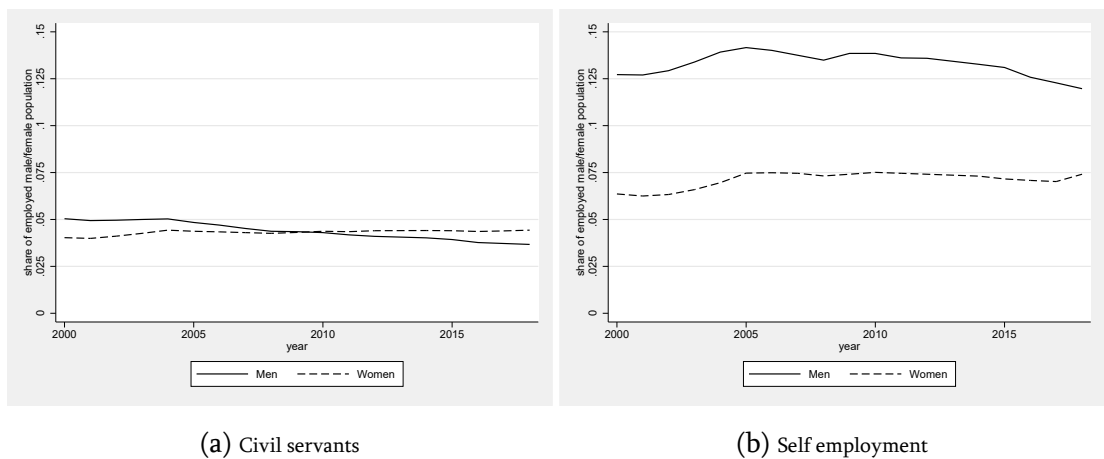 share of employed male/female population
.15
.125
.1
.075
.05
.025
0
2000
2005
2010
2015
year
Men
Women
(a) Civil servants
share of employed male/female population
.15
.125
.1
.075
.05
.025
0
2000
2005
2010
2015
year
Men
Women
(b) Self employment